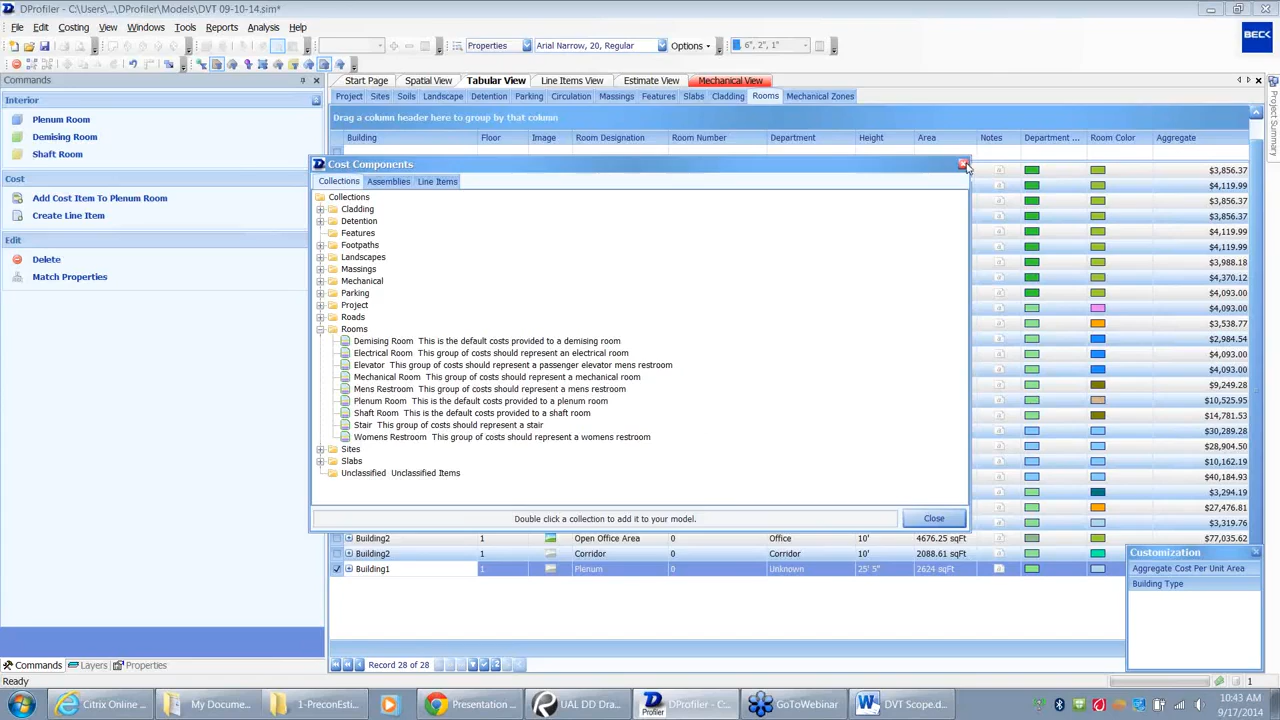 DProfiler - C:\Users\...\DProfiler\Models\DVT 09-10-14.sim*
File Edit Costing View Windows Tools Reports Analysis Help
Properties Arial Narrow, 20, Regular Options 6", 2", 1"
BECK
Commands
Start Page Spatial View Tabular View Line Items View Estimate View Mechanical View
Interior
Project Sites Soils Landscape Detention Parking Circulation Massings Features Slabs Cladding Rooms Mechanical Zones
Project Summary
Plenum Room
Demising Room
Shaft Room
Cost
Add Cost Item To Plenum Room
Create Line Item
Edit
Delete
Match Properties
Drag a column header here to group by that column
Building Floor Image Room Designation Room Number Department Height Area Notes Department ... Room Color Aggregate
Cost Components
Collections Assemblies Line Items
Collections
Cladding
Detention
Features
Footpaths
Landscapes
Massings
Mechanical
Parking
Project
Roads
Rooms
Demising Room This is the default costs provided to a demising room
Electrical Room This group of costs should represent an electrical room
Elevator This group of costs should represent a passenger elevator mens restroom
Mechanical Room This group of costs should represent a mechanical room
Mens Restroom This group of costs should represent a mens restroom
Plenum Room This is the default costs provided to a plenum room
Shaft Room This is the default costs provided to a shaft room
Stair This group of costs should represent a stair
Womens Restroom This group of costs should represent a womens restroom
Sites
Slabs
Unclassified Unclassified Items
Double click a collection to add it to your model.
Close
$3,856.37
$4,119.99
$3,856.37
$3,856.37
$4,119.99
$4,119.99
$3,988.18
$4,370.12
$4,093.00
$4,093.00
$3,538.77
$2,984.54
$4,093.00
$4,093.00
$9,249.28
$10,525.95
$14,781.53
$30,289.28
$28,904.50
$10,162.19
$40,184.93
$3,294.19
$27,476.81
$3,319.76
Building2 1 Open Office Area 0 Office 10' 4676.25 sqFt $77,035.62
Building2 1 Corridor 0 Corridor 10' 2088.61 sqFt
Building1 1 Plenum 0 Unknown 25' 5" 2624 sqFt
Customization
Aggregate Cost Per Unit Area
Building Type
Record 28 of 28
Commands Layers Properties
Ready 1
Citrix Online ... My Docume... 1-PreconEsti... Presentation ... UAL DD Dra... DProfiler - C:... GoToWebinar DVT Scope.d...
10:43 AM
9/17/2014